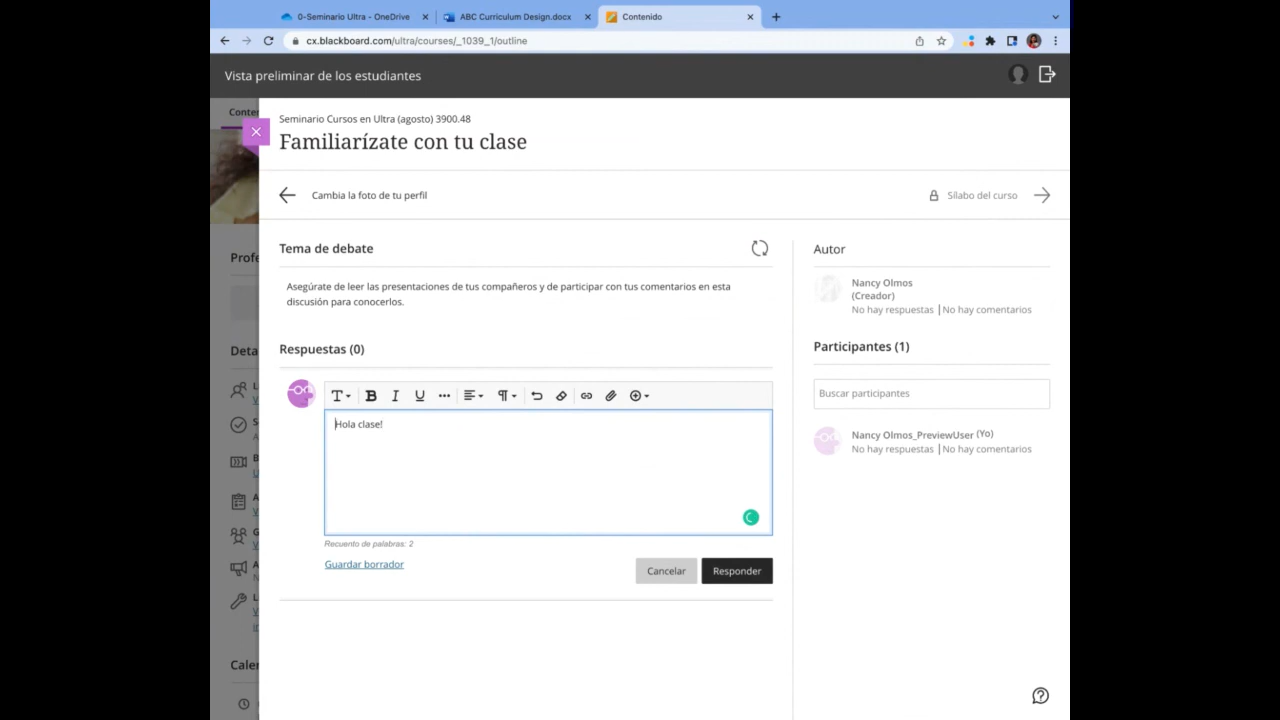 0-Seminario Ultra - OneDrive
ABC Curriculum Design.docx
Contenido
cx.blackboard.com/ultra/courses/_1039_1/outline
Vista preliminar de los estudiantes
Seminario Cursos en Ultra (agosto) 3900.48
Familiarízate con tu clase
Cambia la foto de tu perfil
Sílabo del curso
Tema de debate
Asegúrate de leer las presentaciones de tus compañeros y de participar con tus comentarios en esta
discusión para conocerlos.
Respuestas (0)
Hola clase!
Recuento de palabras: 2
Guardar borrador
Cancelar
Responder
Autor
Nancy Olmos
(Creador)
No hay respuestas | No hay comentarios
Participantes (1)
Buscar participantes
Nancy Olmos_PreviewUser (Yo)
No hay respuestas | No hay comentarios